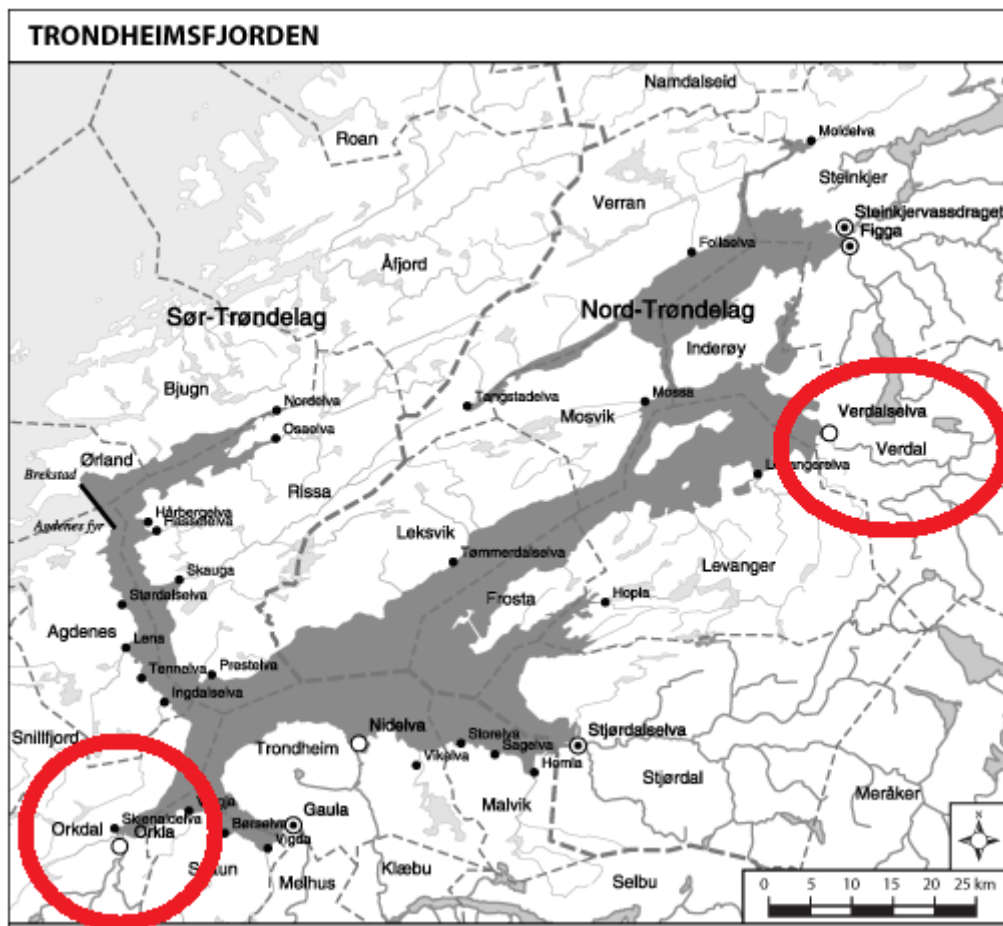 TRONDHEIMSFJORDEN
Namdalseid
Roan
Moldelva
Steinkjer
Verran
Steinkjervassdraget
Figga
Follaelva
Åfjord
Sør-Trøndelag
Nord-Trøndelag
Inderøy
Bjugn
Nordelva
Tangstadelva
Mossa
Mosvik
Verdalselva
Verdal
Osaelva
Ørland
Brekstad
Rissa
Levangerelva
Agdenes fyr
Hårbergelva
Leksvik
Tømmerdalselva
Levanger
Skauga
Frosta
Hopla
Størdalselva
Agdenes
Lena
Prestelva
Tennelva
Ingdalselva
Snillfjord
Nidelva
Trondheim
Storelva
Stjørdalselva
Sagelva
Vikelva
Homla
Stjørdal
Malvik
Meråker
Gaula
Orkdal
Skjenaldelva
Orkla
Børselva
Vigda
Klæbu
Melhus
Selbu
N
0 5 10 15 20 25 km